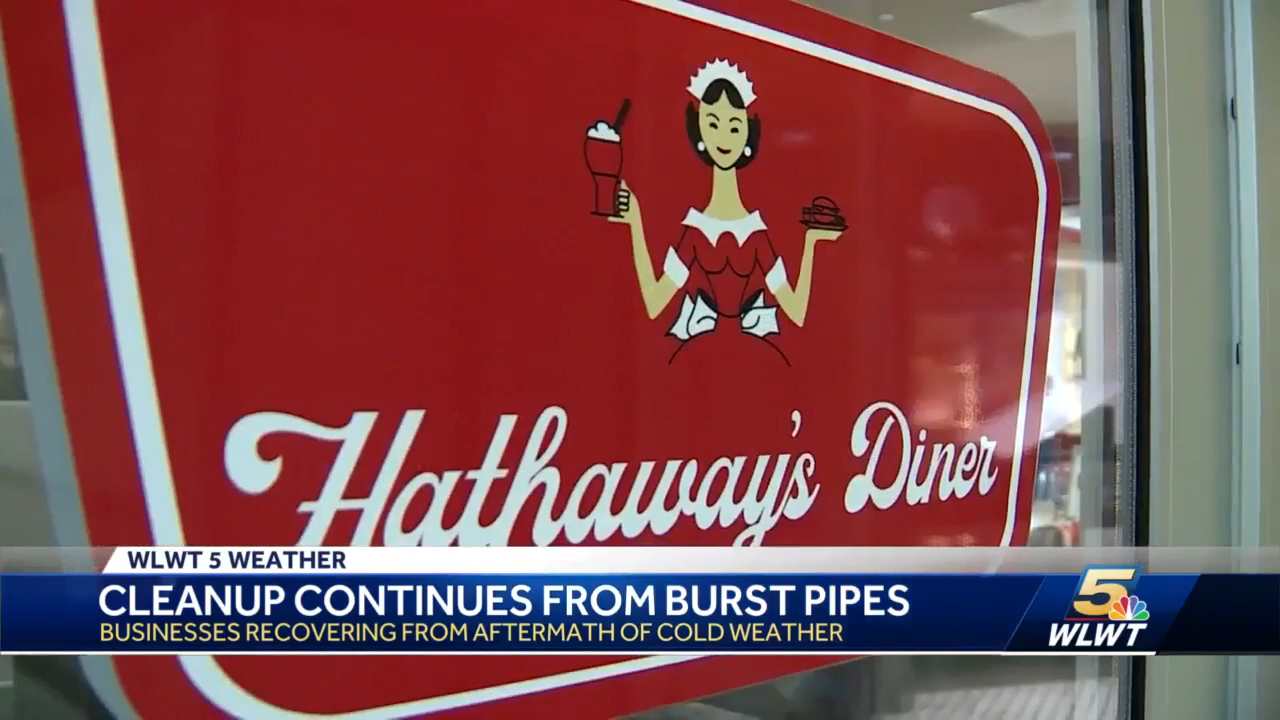 Hathaway's Diner
WLWT 5 WEATHER
CLEANUP CONTINUES FROM BURST PIPES
BUSINESSES RECOVERING FROM AFTERMATH OF COLD WEATHER
5
WLWT